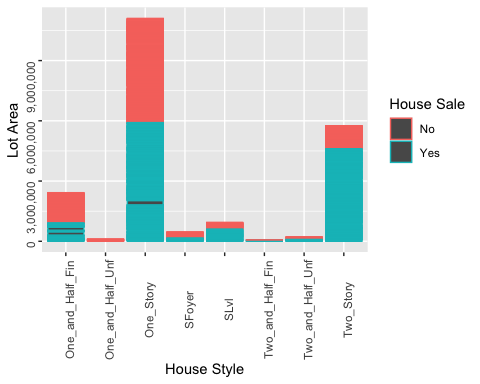 Lot Area
9,000,000
6,000,000
3,000,000
0
One_and_Half_Fin
One_and_Half_Unf
One_Story
SFoyer
SLvl
Two_and_Half_Fin
Two_and_Half_Unf
Two_Story
House Style
House Sale
No
Yes